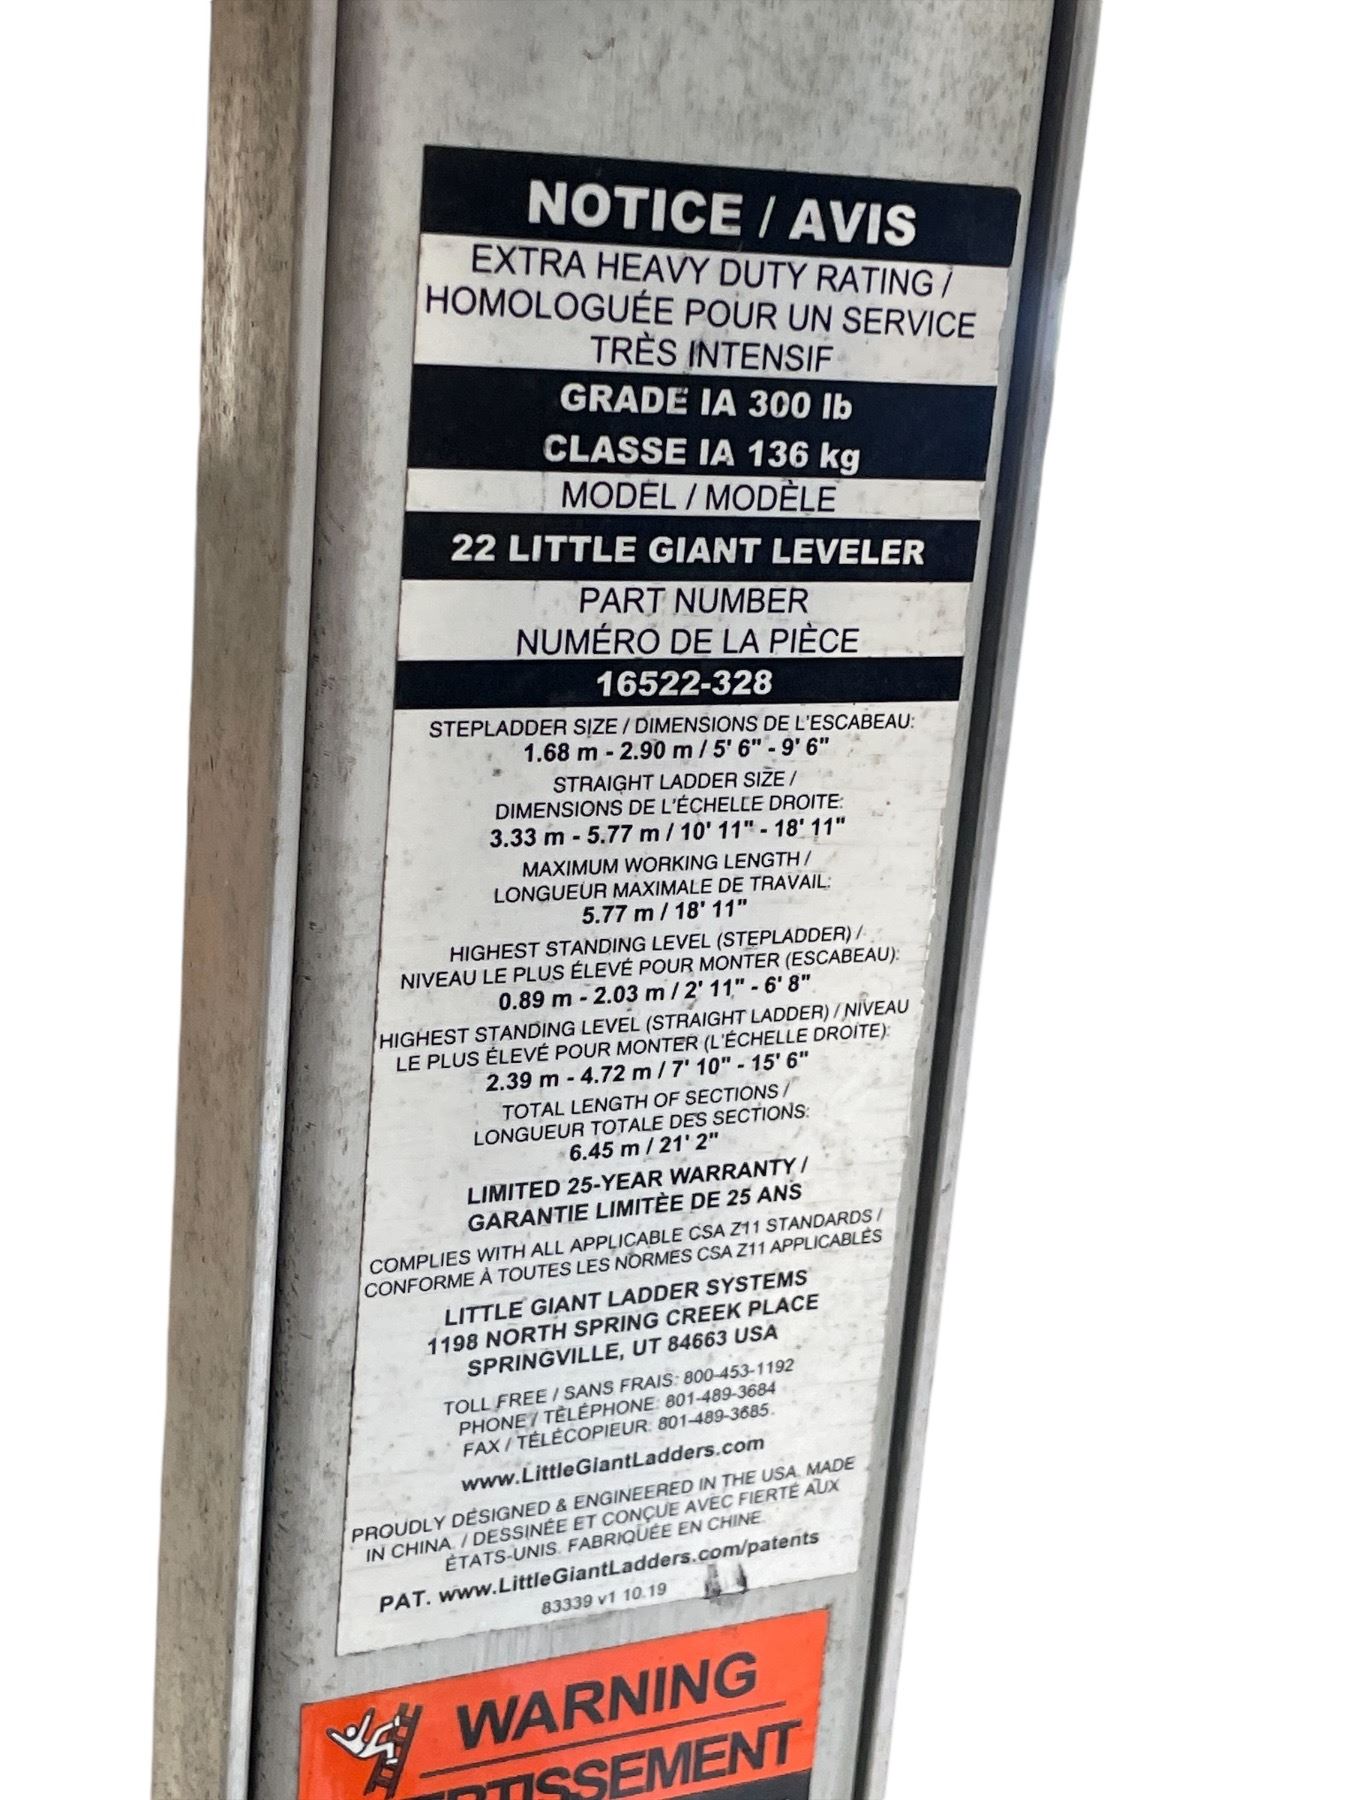 NOTICE / AVIS
EXTRA HEAVY DUTY RATING /
HOMOLOGUÉE POUR UN SERVICE
TRÈS INTENSIF
GRADE IA 300 lb
CLASSE IA 136 kg
MODEL / MODÈLE
22 LITTLE GIANT LEVELER
PART NUMBER
NUMÉRO DE LA PIÈCE
16522-328
STEPLADDER SIZE / DIMENSIONS DE L'ESCABEAU:
1.68 m - 2.90 m / 5' 6" - 9' 6"
STRAIGHT LADDER SIZE /
DIMENSIONS DE L'ÉCHELLE DROITE:
3.33 m - 5.77 m / 10' 11" - 18' 11"
MAXIMUM WORKING LENGTH /
LONGUEUR MAXIMALE DE TRAVAIL:
5.77 m / 18' 11"
HIGHEST STANDING LEVEL (STEPLADDER) /
NIVEAU LE PLUS ÉLEVÉ POUR MONTER (ESCABEAU):
0.89 m - 2.03 m / 2' 11" - 6' 8"
HIGHEST STANDING LEVEL (STRAIGHT LADDER) / NIVEAU
LE PLUS ÉLEVÉ POUR MONTER (L'ÉCHELLE DROITE):
2.39 m - 4.72 m / 7' 10" - 15' 6"
TOTAL LENGTH OF SECTIONS /
LONGUEUR TOTALE DES SECTIONS:
6.45 m / 21' 2"
LIMITED 25-YEAR WARRANTY /
GARANTIE LIMITÈE DE 25 ANS
COMPLIES WITH ALL APPLICABLE CSA Z11 STANDARDS /
CONFORME À TOUTES LES NORMES CSA Z11 APPLICABLES
LITTLE GIANT LADDER SYSTEMS
1198 NORTH SPRING CREEK PLACE
SPRINGVILLE, UT 84663 USA
TOLL FREE / SANS FRAIS: 800-453-1192
PHONE / TÉLÉPHONE: 801-489-3684
FAX / TÉLÉCOPIEUR: 801-489-3685
www.LittleGiantLadders.com
PROUDLY DESIGNED & ENGINEERED IN THE USA. MADE
IN CHINA. / DESSINÉE ET CONÇUE AVEC FIERTÉ AUX
ÉTATS-UNIS. FABRIQUÉE EN CHINE.
PAT. www.LittleGiantLadders.com/patents
83339 v1 10.19
WARNING
ERTISSEMENT